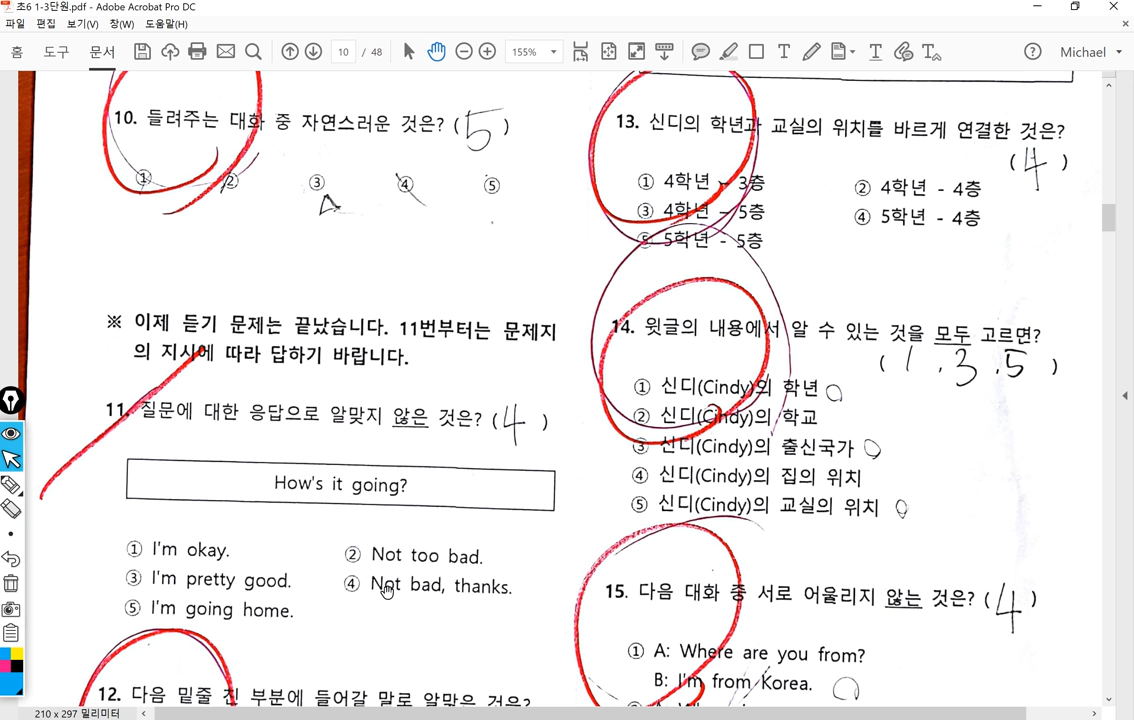 초6 1-3단원.pdf - Adobe Acrobat Pro DC
파일 편집 보기(V) 창(W) 도움말(H)
홈 도구 문서 10 / 48 155% Michael
10. 들려주는 대화 중 자연스러운 것은? ( 5 )
① ② ③ ④ ⑤
※ 이제 듣기 문제는 끝났습니다. 11번부터는 문제지
의 지시에 따라 답하기 바랍니다.
11. 질문에 대한 응답으로 알맞지 않은 것은? ( 4 )
How's it going?
① I'm okay. ② Not too bad.
③ I'm pretty good. ④ Not bad, thanks.
⑤ I'm going home.
12. 다음 밑줄 친 부분에 들어갈 말로 알맞은 것은?
13. 신디의 학년과 교실의 위치를 바르게 연결한 것은?
( 4 )
① 4학년 - 3층 ② 4학년 - 4층
③ 4학년 - 5층 ④ 5학년 - 4층
⑤ 5학년 - 5층
14. 윗글의 내용에서 알 수 있는 것을 모두 고르면?
( 1 . 3 . 5 )
① 신디(Cindy)의 학년
② 신디(Cindy)의 학교
③ 신디(Cindy)의 출신국가
④ 신디(Cindy)의 집의 위치
⑤ 신디(Cindy)의 교실의 위치
15. 다음 대화 중 서로 어울리지 않는 것은? ( 4 )
① A: Where are you from?
B: I'm from Korea.
210 x 297 밀리미터